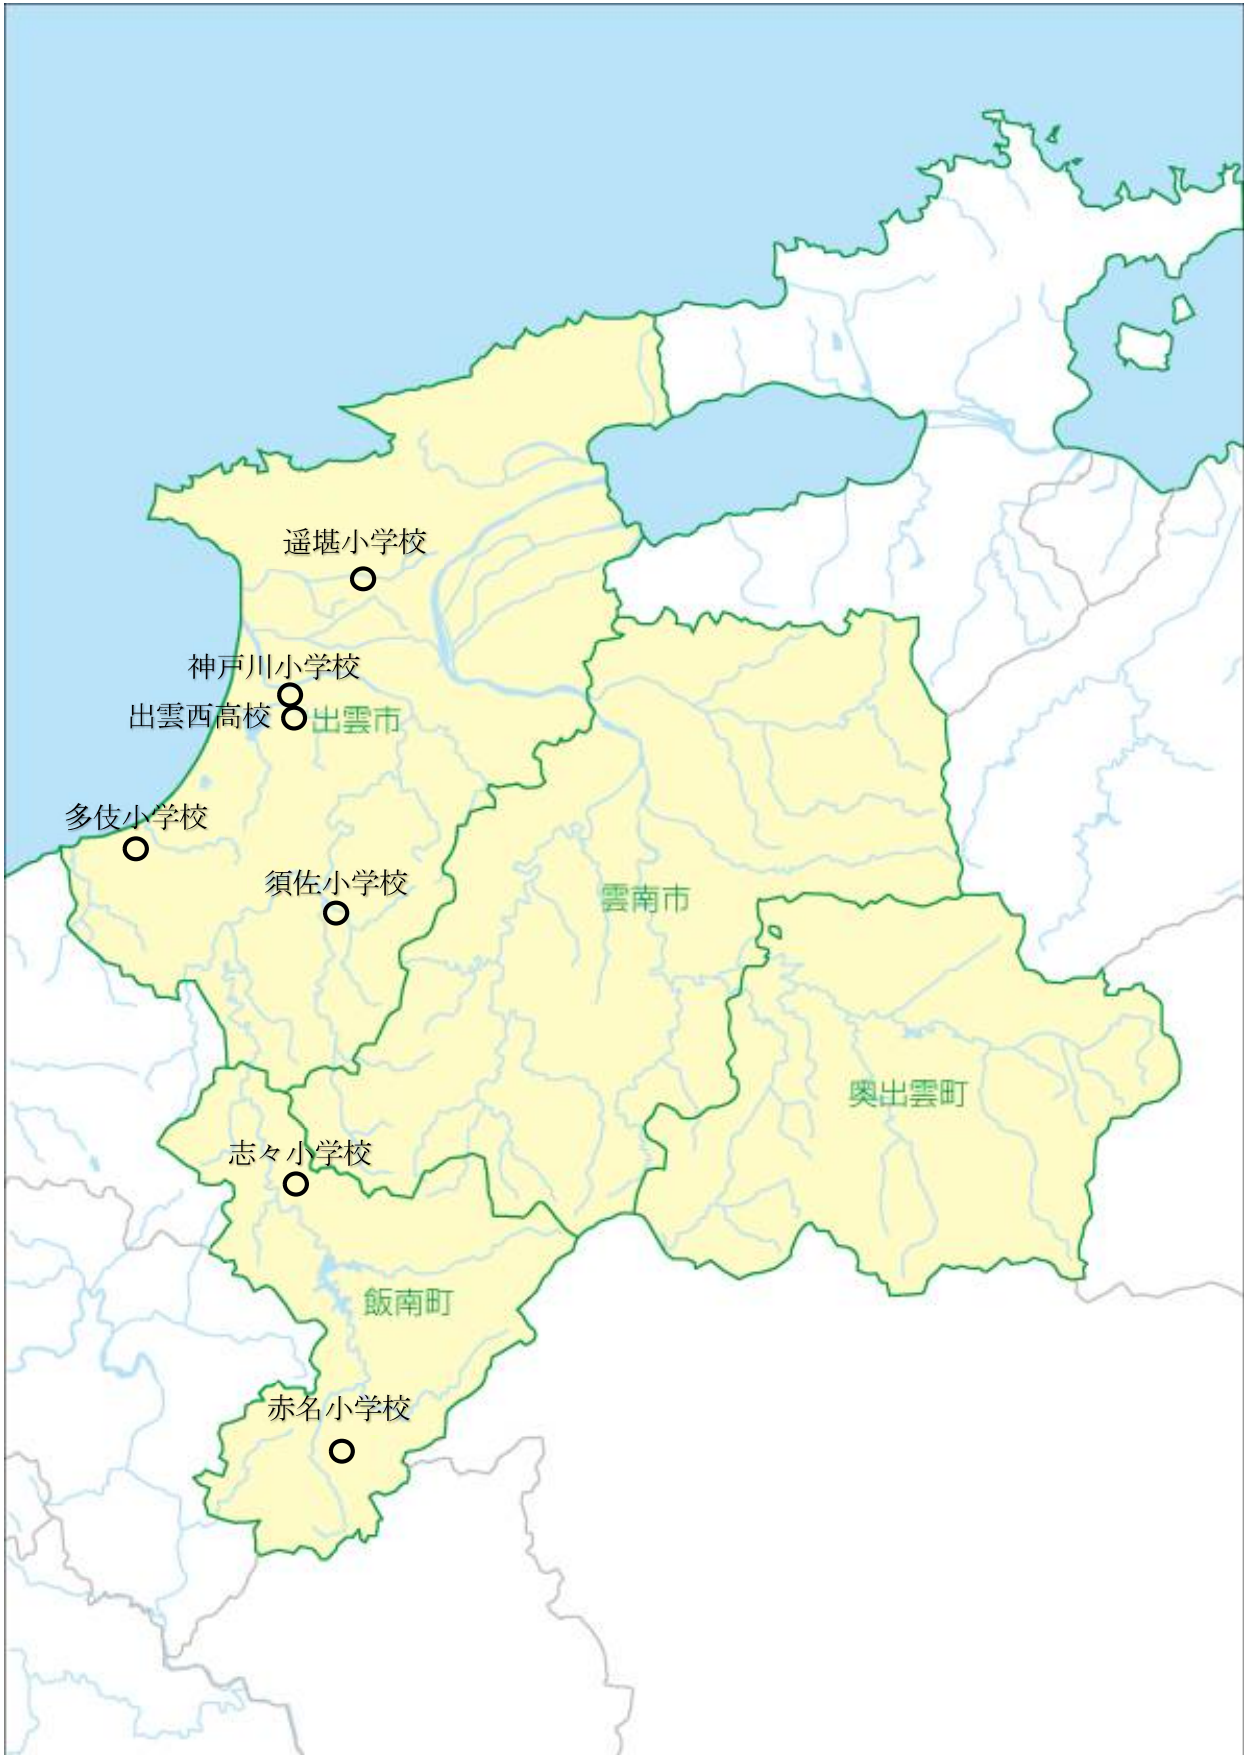 遥堪小学校
神戸川小学校
出雲西高校
出雲市
多伎小学校
須佐小学校
雲南市
奥出雲町
志々小学校
飯南町
赤名小学校